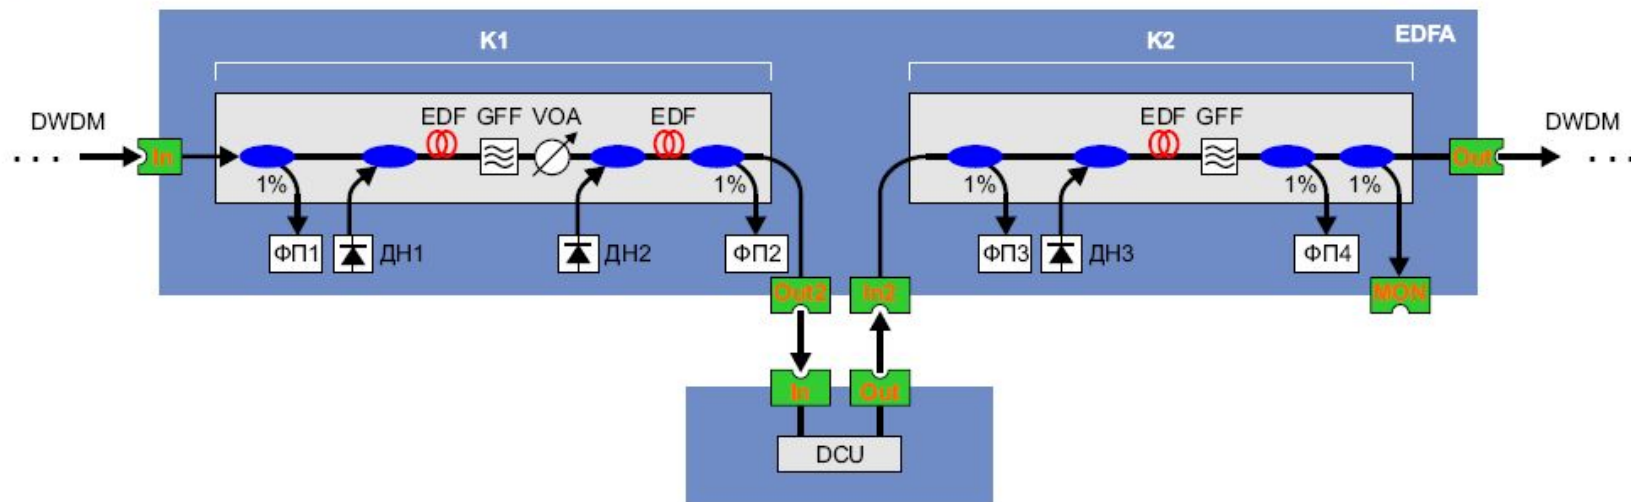 K1
K2
EDFA
DWDM
EDF GFF VOA
EDF
EDF GFF
DWDM
. . .
In
Out
. . .
1%
1%
1%
1%
1%
ФП1
ДН1
ДН2
ФП2
ФП3
ДН3
ФП4
Out2
In2
MON
In
Out
DCU